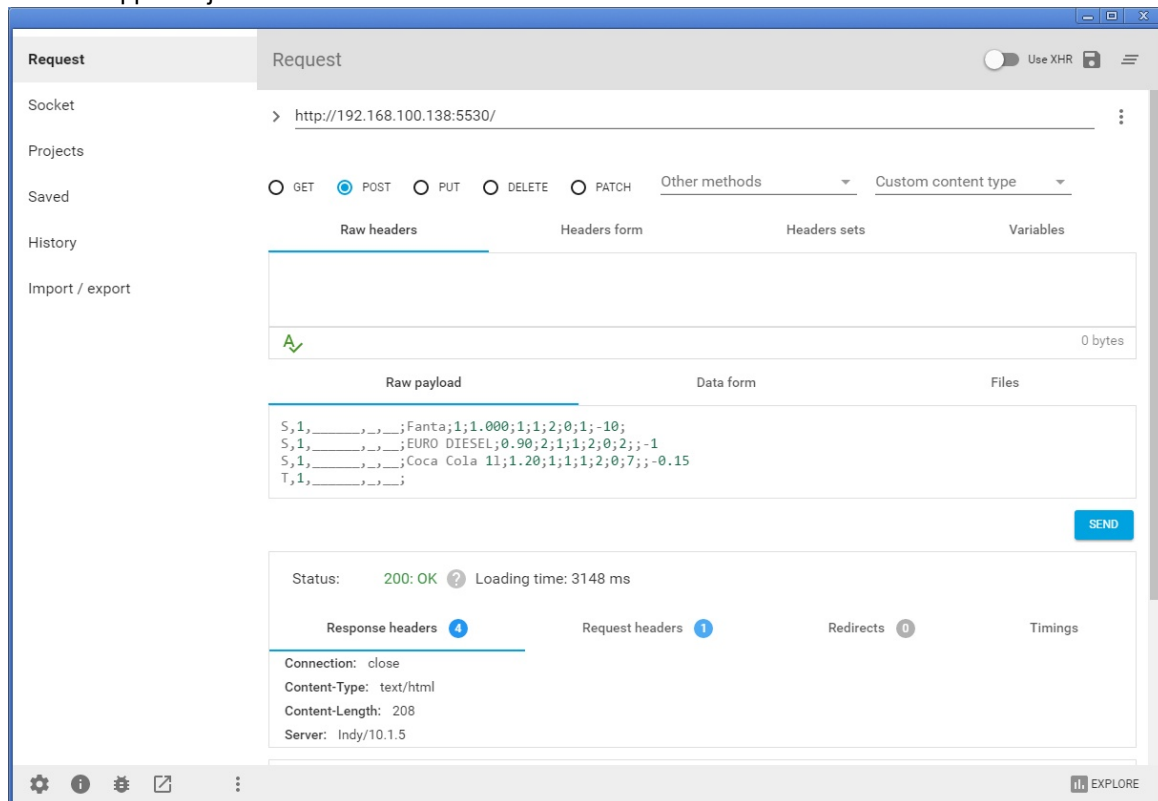 Request
Socket
Projects
Saved
History
Import / export
Request
Use XHR
http://192.168.100.138:5530/
GET POST PUT DELETE PATCH Other methods Custom content type
Raw headers Headers form Headers sets Variables
0 bytes
Raw payload Data form Files
S,1,______,_,__;Fanta;1;1.000;1;1;2;0;1;-10;
S,1,______,_,__;EURO DIESEL;0.90;2;1;1;2;0;2;;-1
S,1,______,_,__;Coca Cola 1l;1.20;1;1;1;2;0;7;;-0.15
T,1,______,_,__;
SEND
Status: 200: OK ? Loading time: 3148 ms
Response headers 4 Request headers 1 Redirects 0 Timings
Connection: close
Content-Type: text/html
Content-Length: 208
Server: Indy/10.1.5
EXPLORE